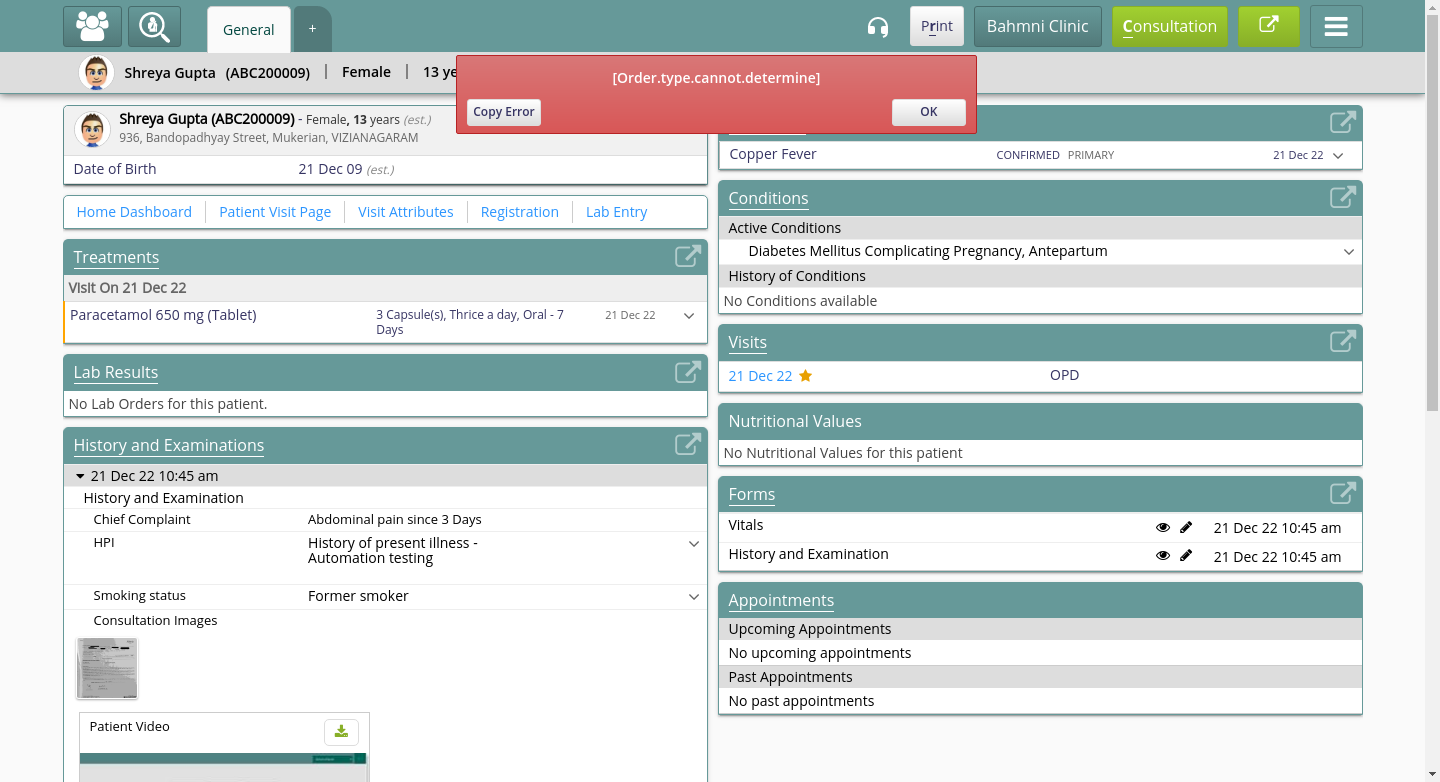 General
+
Print
Bahmni Clinic
Consultation
Shreya Gupta (ABC200009) | Female | 13
[Order.type.cannot.determine]
Copy Error
OK
Shreya Gupta (ABC200009) - Female, 13 years (est.)
936, Bandopadhyay Street, Mukerian, VIZIANAGARAM
Date of Birth 21 Dec 09 (est.)
Home Dashboard
Patient Visit Page
Visit Attributes
Registration
Lab Entry
Treatments
Visit On 21 Dec 22
Paracetamol 650 mg (Tablet) 3 Capsule(s), Thrice a day, Oral - 7 21 Dec 22
Days
Lab Results
No Lab Orders for this patient.
History and Examinations
21 Dec 22 10:45 am
History and Examination
Chief Complaint Abdominal pain since 3 Days
HPI History of present illness -
Automation testing
Smoking status Former smoker
Consultation Images
Patient Video
Copper Fever CONFIRMED PRIMARY 21 Dec 22
Conditions
Active Conditions
Diabetes Mellitus Complicating Pregnancy, Antepartum
History of Conditions
No Conditions available
Visits
21 Dec 22 OPD
Nutritional Values
No Nutritional Values for this patient
Forms
Vitals 21 Dec 22 10:45 am
History and Examination 21 Dec 22 10:45 am
Appointments
Upcoming Appointments
No upcoming appointments
Past Appointments
No past appointments